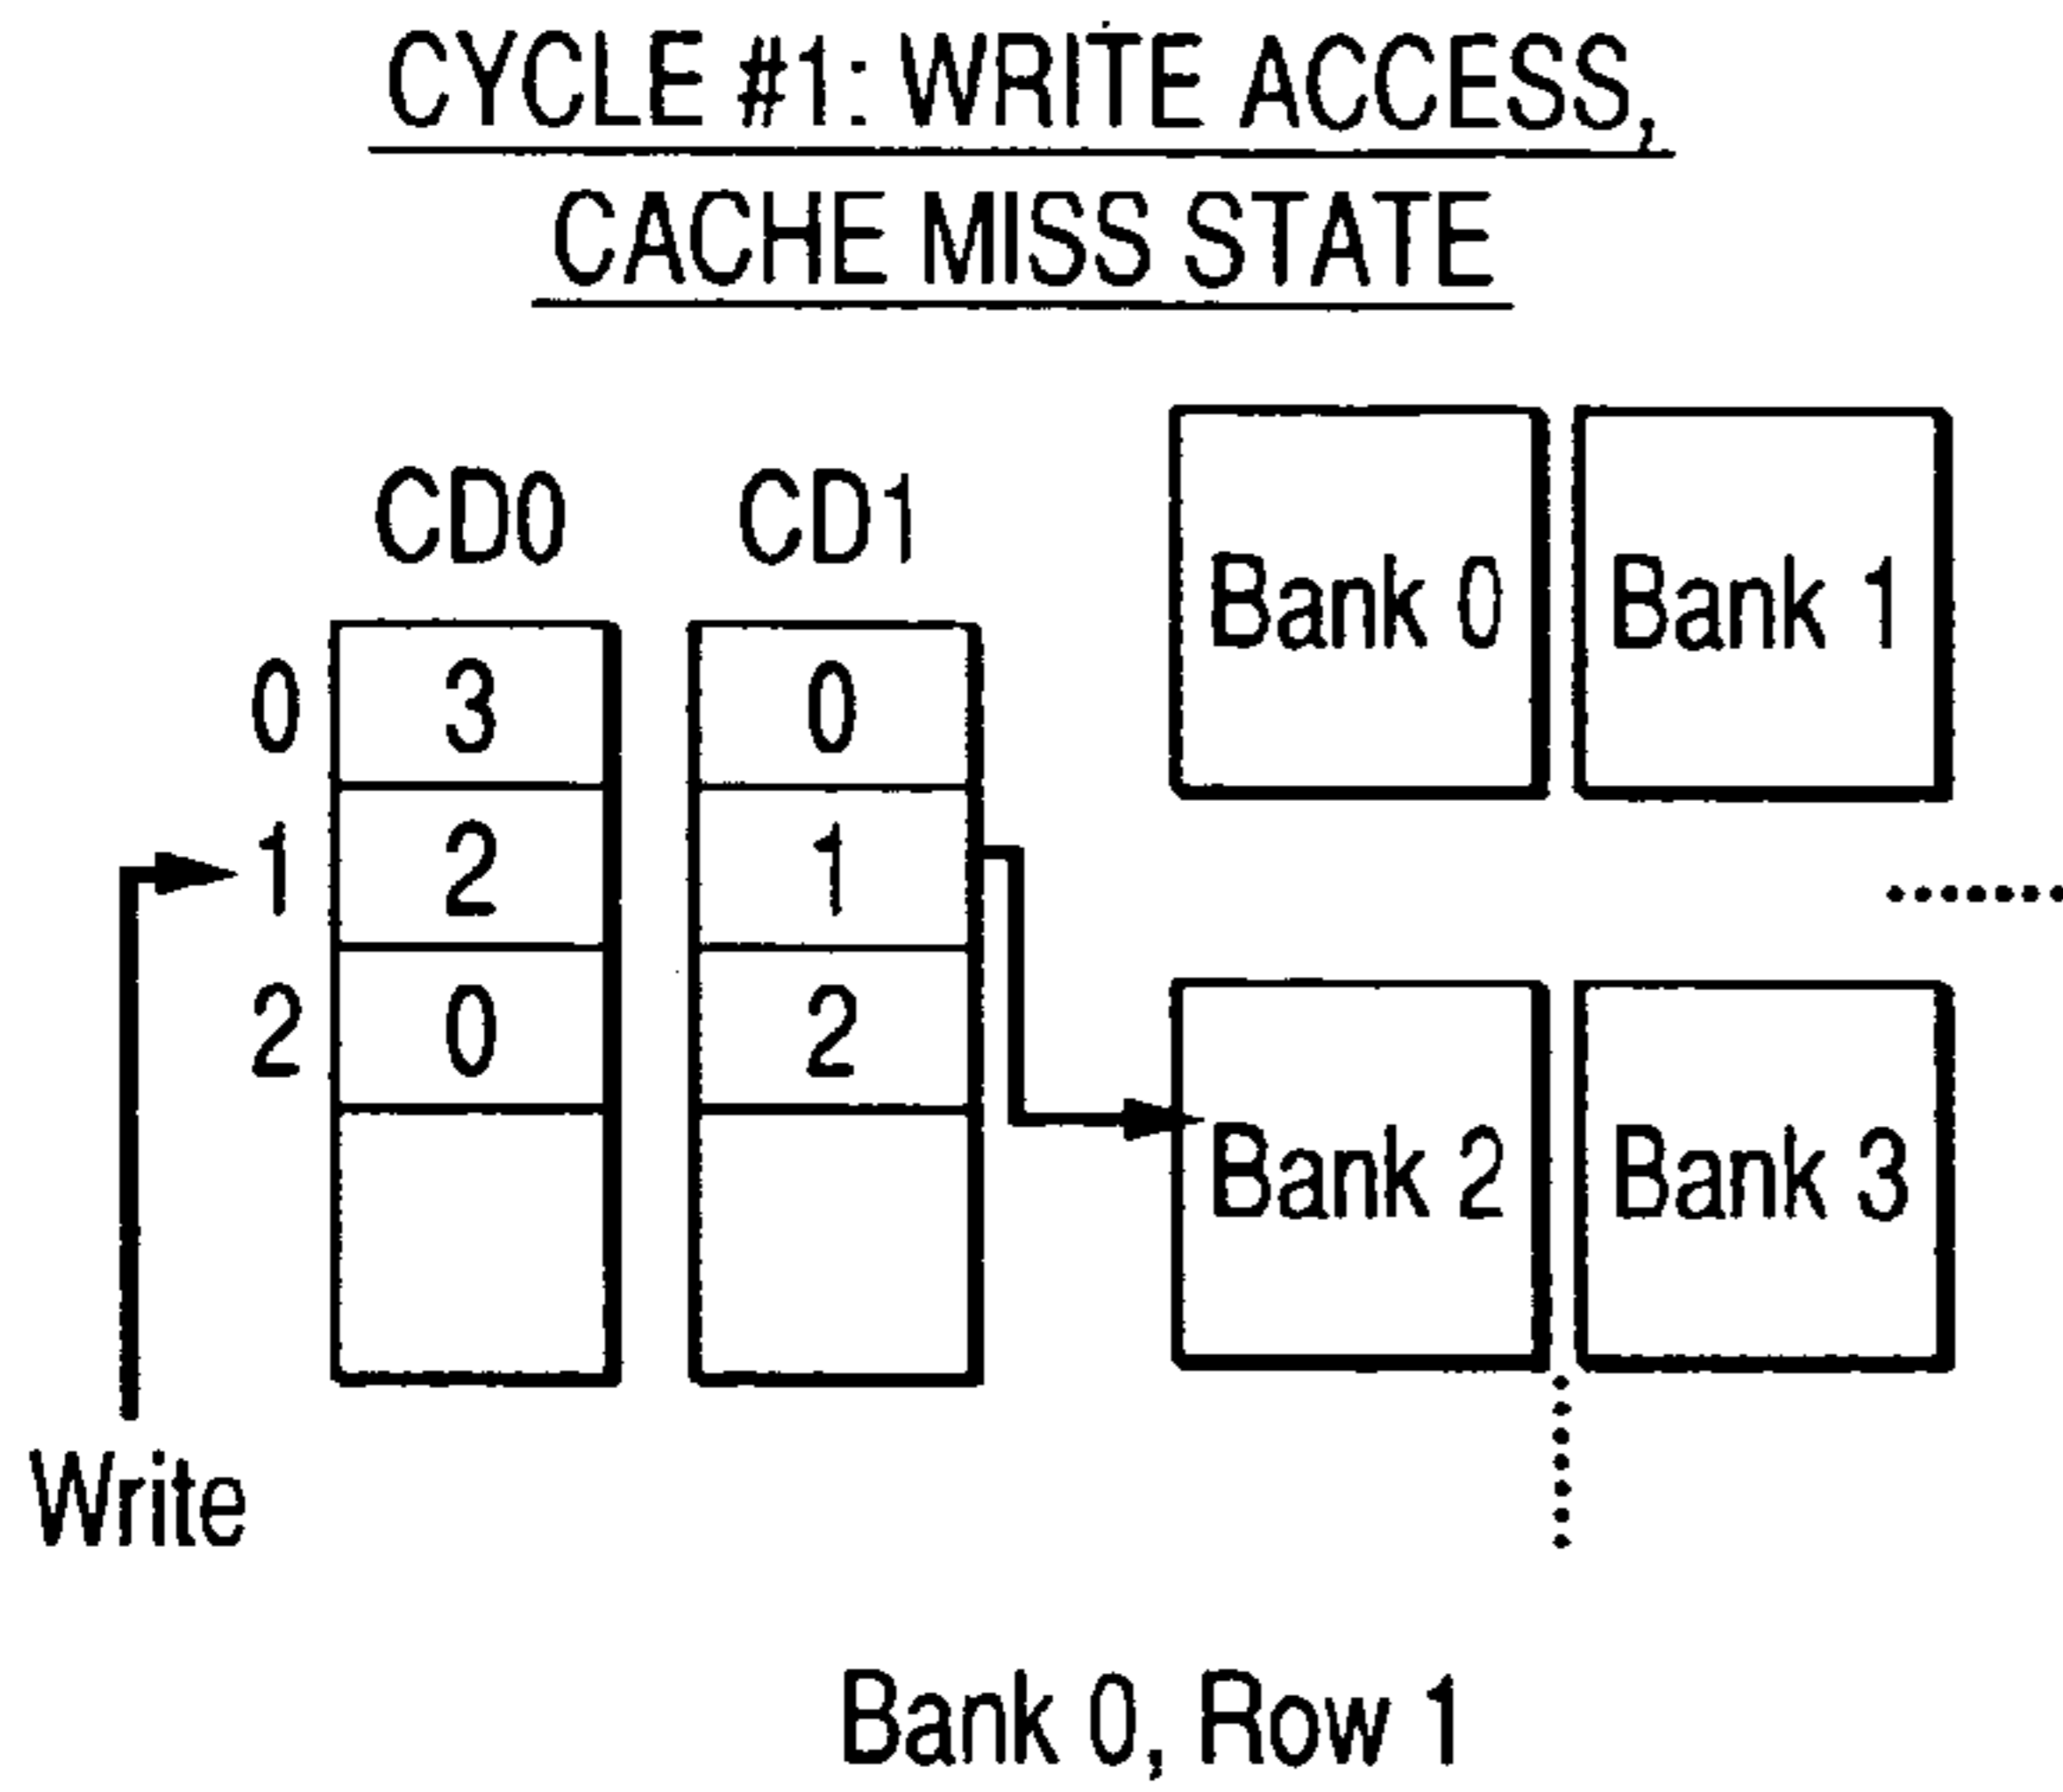 CYCLE #1: WRITE ACCESS,
CACHE MISS STATE
CD0 CD1
Bank 0 Bank 1
0 3 0
1 2 1
2 0 2
Bank 2 Bank 3
Write
Bank 0, Row 1